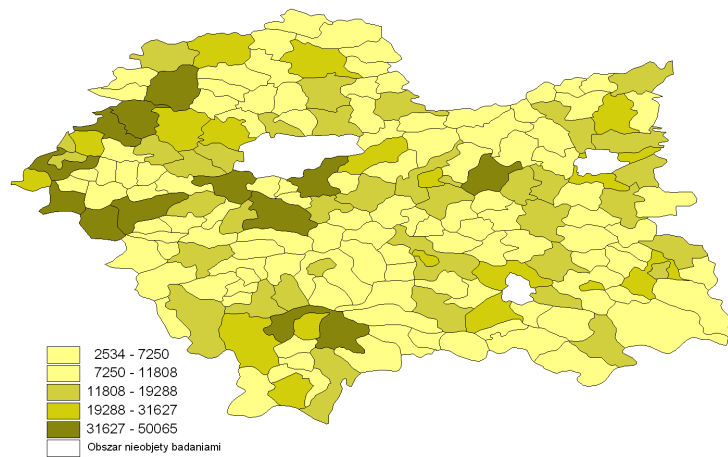 2534 - 7250
7250 - 11808
11808 - 19288
19288 - 31627
31627 - 50065
Obszar nieobjety badaniami